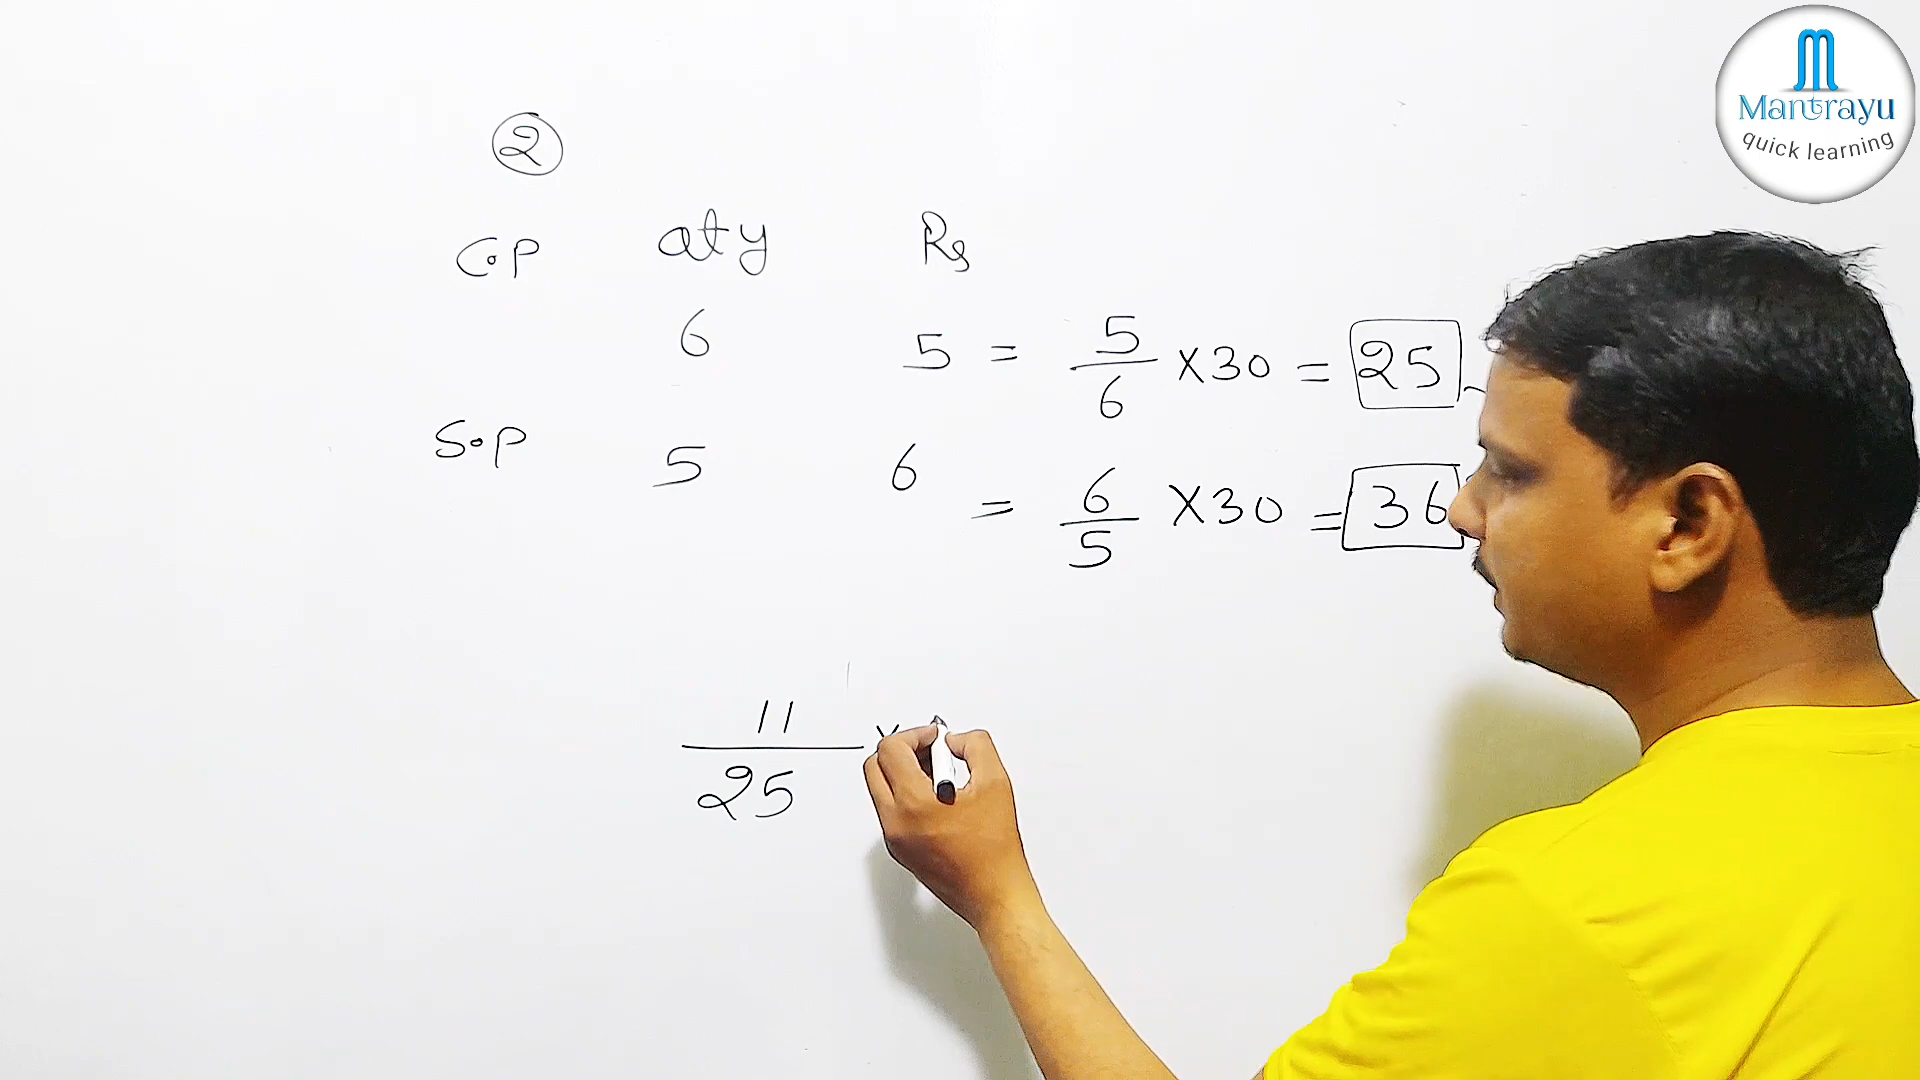 Mantrayu
quick learning
2
C.P qty Rs
6 5 = 5/6 X30 = 25
S.P 5 6 = 6/5 X30 = 36
11/25 x